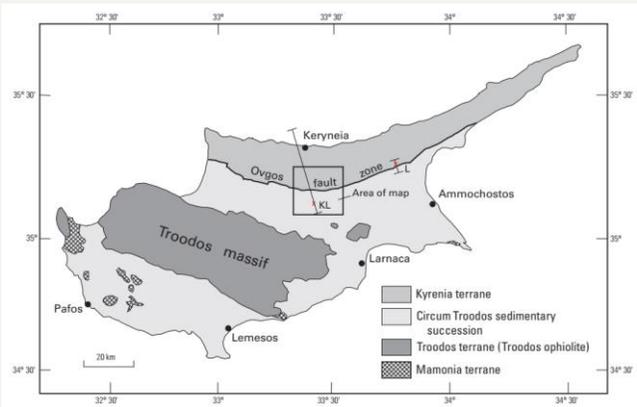 32° 30'
33°
33° 30'
34°
34° 30'
35° 30'
35° 30'
Keryneia
Ovgos fault zone
L
Area of map
KL
Ammochostos
35°
35°
Troodos massif
Larnaca
Pafos
Lemesos
Kyrenia terrane
Circum Troodos sedimentary
succession
Troodos terrane (Troodos ophiolite)
Mamonia terrane
20 km
34° 30'
34° 30'
32° 30'
33°
33° 30'
34°
34° 30'